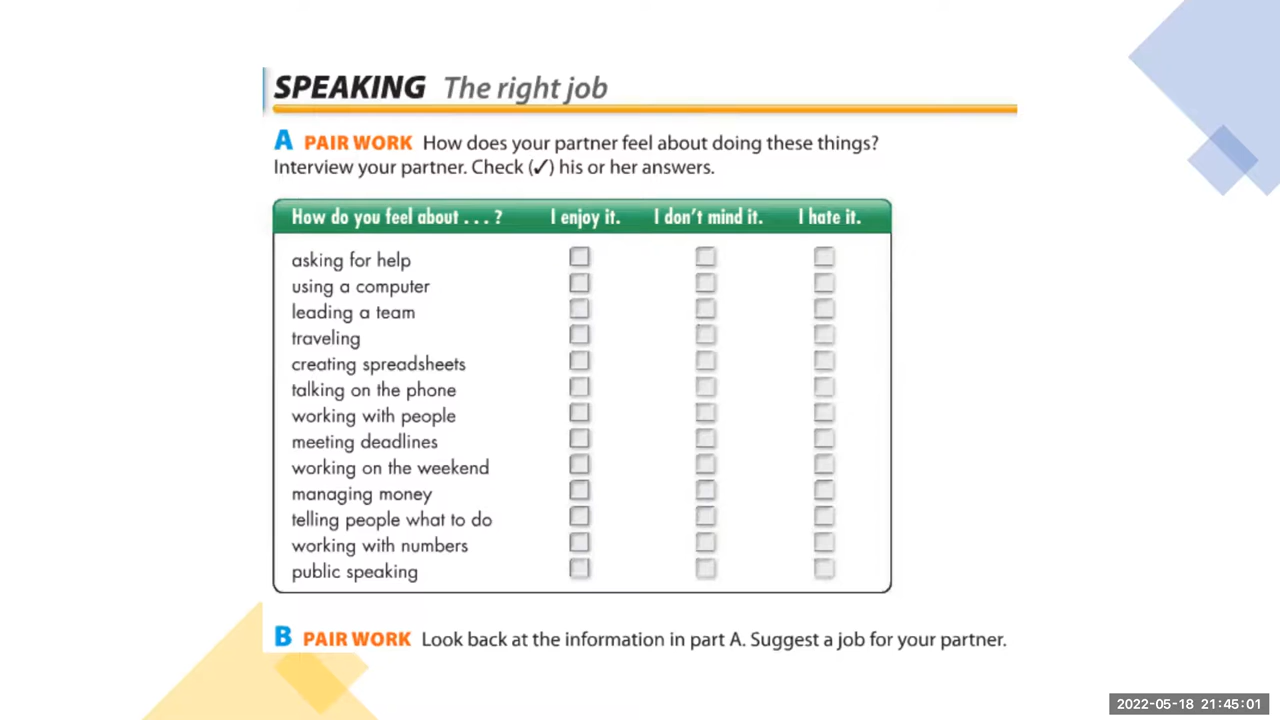 SPEAKING The right job
A PAIR WORK How does your partner feel about doing these things?
Interview your partner. Check (✓) his or her answers.
How do you feel about . . . ? I enjoy it. I don't mind it. I hate it.
asking for help
using a computer
leading a team
traveling
creating spreadsheets
talking on the phone
working with people
meeting deadlines
working on the weekend
managing money
telling people what to do
working with numbers
public speaking
B PAIR WORK Look back at the information in part A. Suggest a job for your partner.
2022-05-18 21:45:01